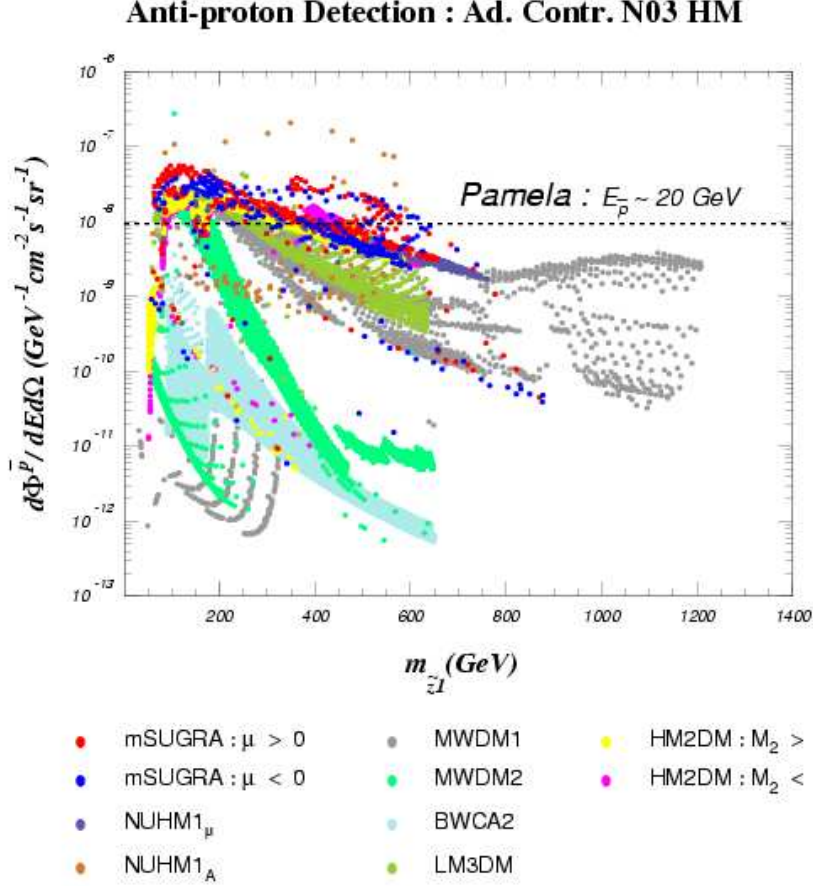 Anti-proton Detection : Ad. Contr. N03 HM
10⁻⁶
10⁻⁷
10⁻⁸
10⁻⁹
10⁻¹⁰
10⁻¹¹
10⁻¹²
10⁻¹³
dΦ^p̄/dEdΩ (GeV⁻¹cm⁻²s⁻¹sr⁻¹)
Pamela : E_p̄ ~ 20 GeV
200 400 600 800 1000 1200 1400
m_z̃1 (GeV)
mSUGRA : μ > 0 MWDM1 HM2DM : M₂ >
mSUGRA : μ < 0 MWDM2 HM2DM : M₂ <
NUHM1_μ BWCA2
NUHM1_A LM3DM